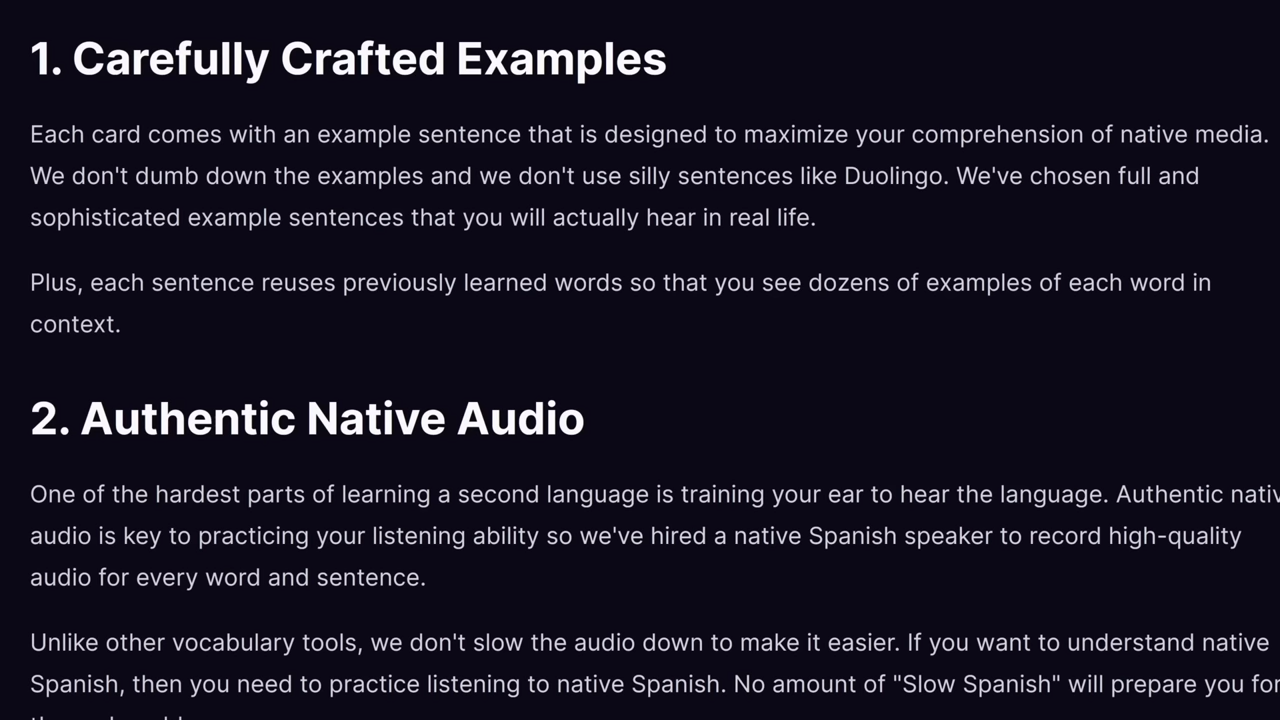 1. Carefully Crafted Examples
Each card comes with an example sentence that is designed to maximize your comprehension of native media.
We don't dumb down the examples and we don't use silly sentences like Duolingo. We've chosen full and
sophisticated example sentences that you will actually hear in real life.
Plus, each sentence reuses previously learned words so that you see dozens of examples of each word in
context.
2. Authentic Native Audio
One of the hardest parts of learning a second language is training your ear to hear the language. Authentic
audio is key to practicing your listening ability so we've hired a native Spanish speaker to record high-quality
audio for every word and sentence.
Unlike other vocabulary tools, we don't slow the audio down to make it easier. If you want to understand native
Spanish, then you need to practice listening to native Spanish. No amount of "Slow Spanish" will prepare you for